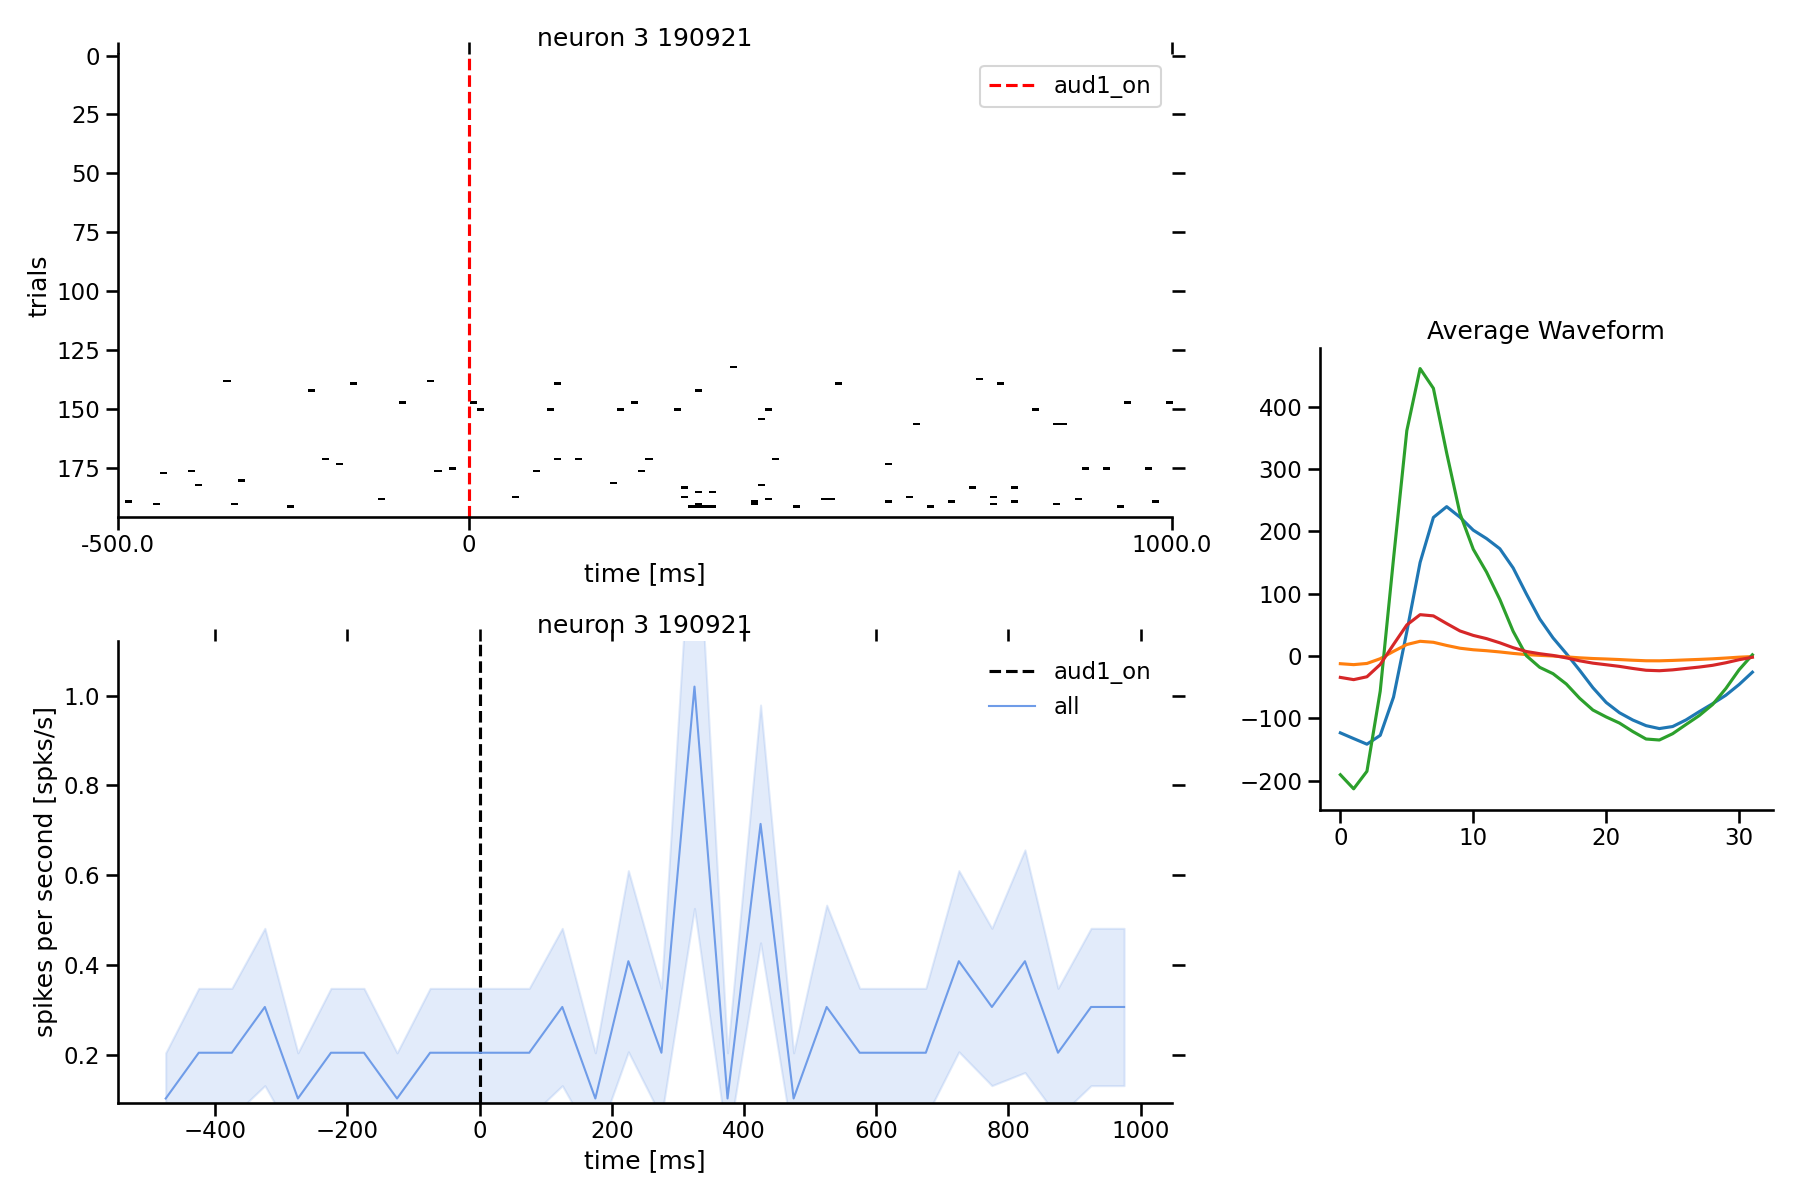 neuron 3 190921
aud1_on
0
25
50
75
100
125
150
175
trials
-500.0 0 1000.0
time [ms]
neuron 3 190921
aud1_on
all
1.0
0.8
0.6
0.4
0.2
spikes per second [spks/s]
−400 −200 0 200 400 600 800 1000
time [ms]
Average Waveform
400
300
200
100
0
−100
−200
0 10 20 30